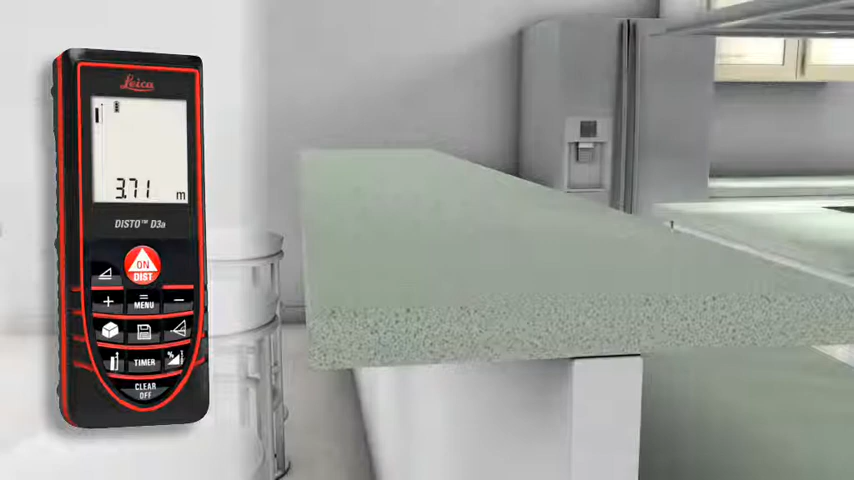 Leica
3.71 m
DISTO™ D3a
ON
DIST
+
=
MENU
−
TIMER
%
CLEAR
OFF